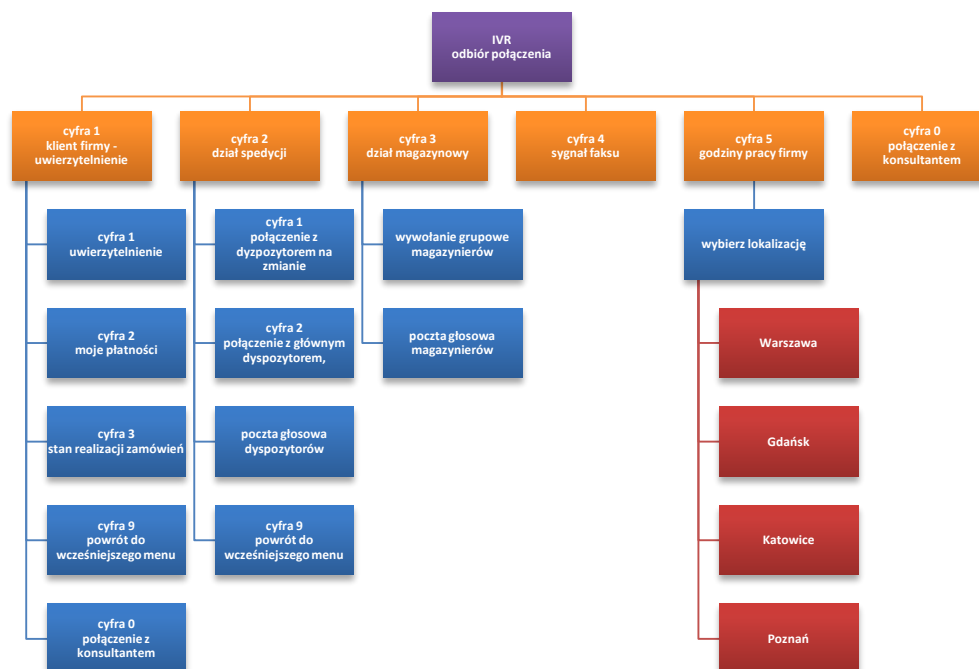 IVR
odbiór połączenia
cyfra 1
klient firmy -
uwierzytelnienie
cyfra 2
dział spedycji
cyfra 3
dział magazynowy
cyfra 4
sygnał faksu
cyfra 5
godziny pracy firmy
cyfra 0
połączenie z
konsultantem
cyfra 1
uwierzytelnienie
cyfra 1
połączenie z
dyzpozytorem na
zmianie
wywołanie grupowe
magazynierów
wybierz lokalizację
cyfra 2
moje płatności
cyfra 2
połączenie z głównym
dyspozytorem,
poczta głosowa
magazynierów
Warszawa
cyfra 3
stan realizacji zamówień
poczta głosowa
dyspozytorów
Gdańsk
cyfra 9
powrót do
wcześniejszego menu
cyfra 9
powrót do
wcześniejszego menu
Katowice
cyfra 0
połączenie z
konsultantem
Poznań